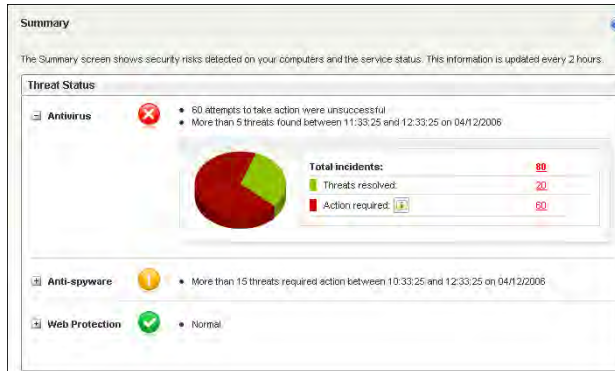 Summary
The Summary screen shows security risks detected on your computers and the service status. This information is updated every 2 hours.
Threat Status
Antivirus
60 attempts to take action were unsuccessful
More than 5 threats found between 11:33:25 and 12:33:25 on 04/12/2006
Total incidents: 80
Threats resolved: 20
Action required: 60
Anti-spyware
More than 15 threats required action between 10:33:25 and 12:33:25 on 04/12/2006
Web Protection
Normal